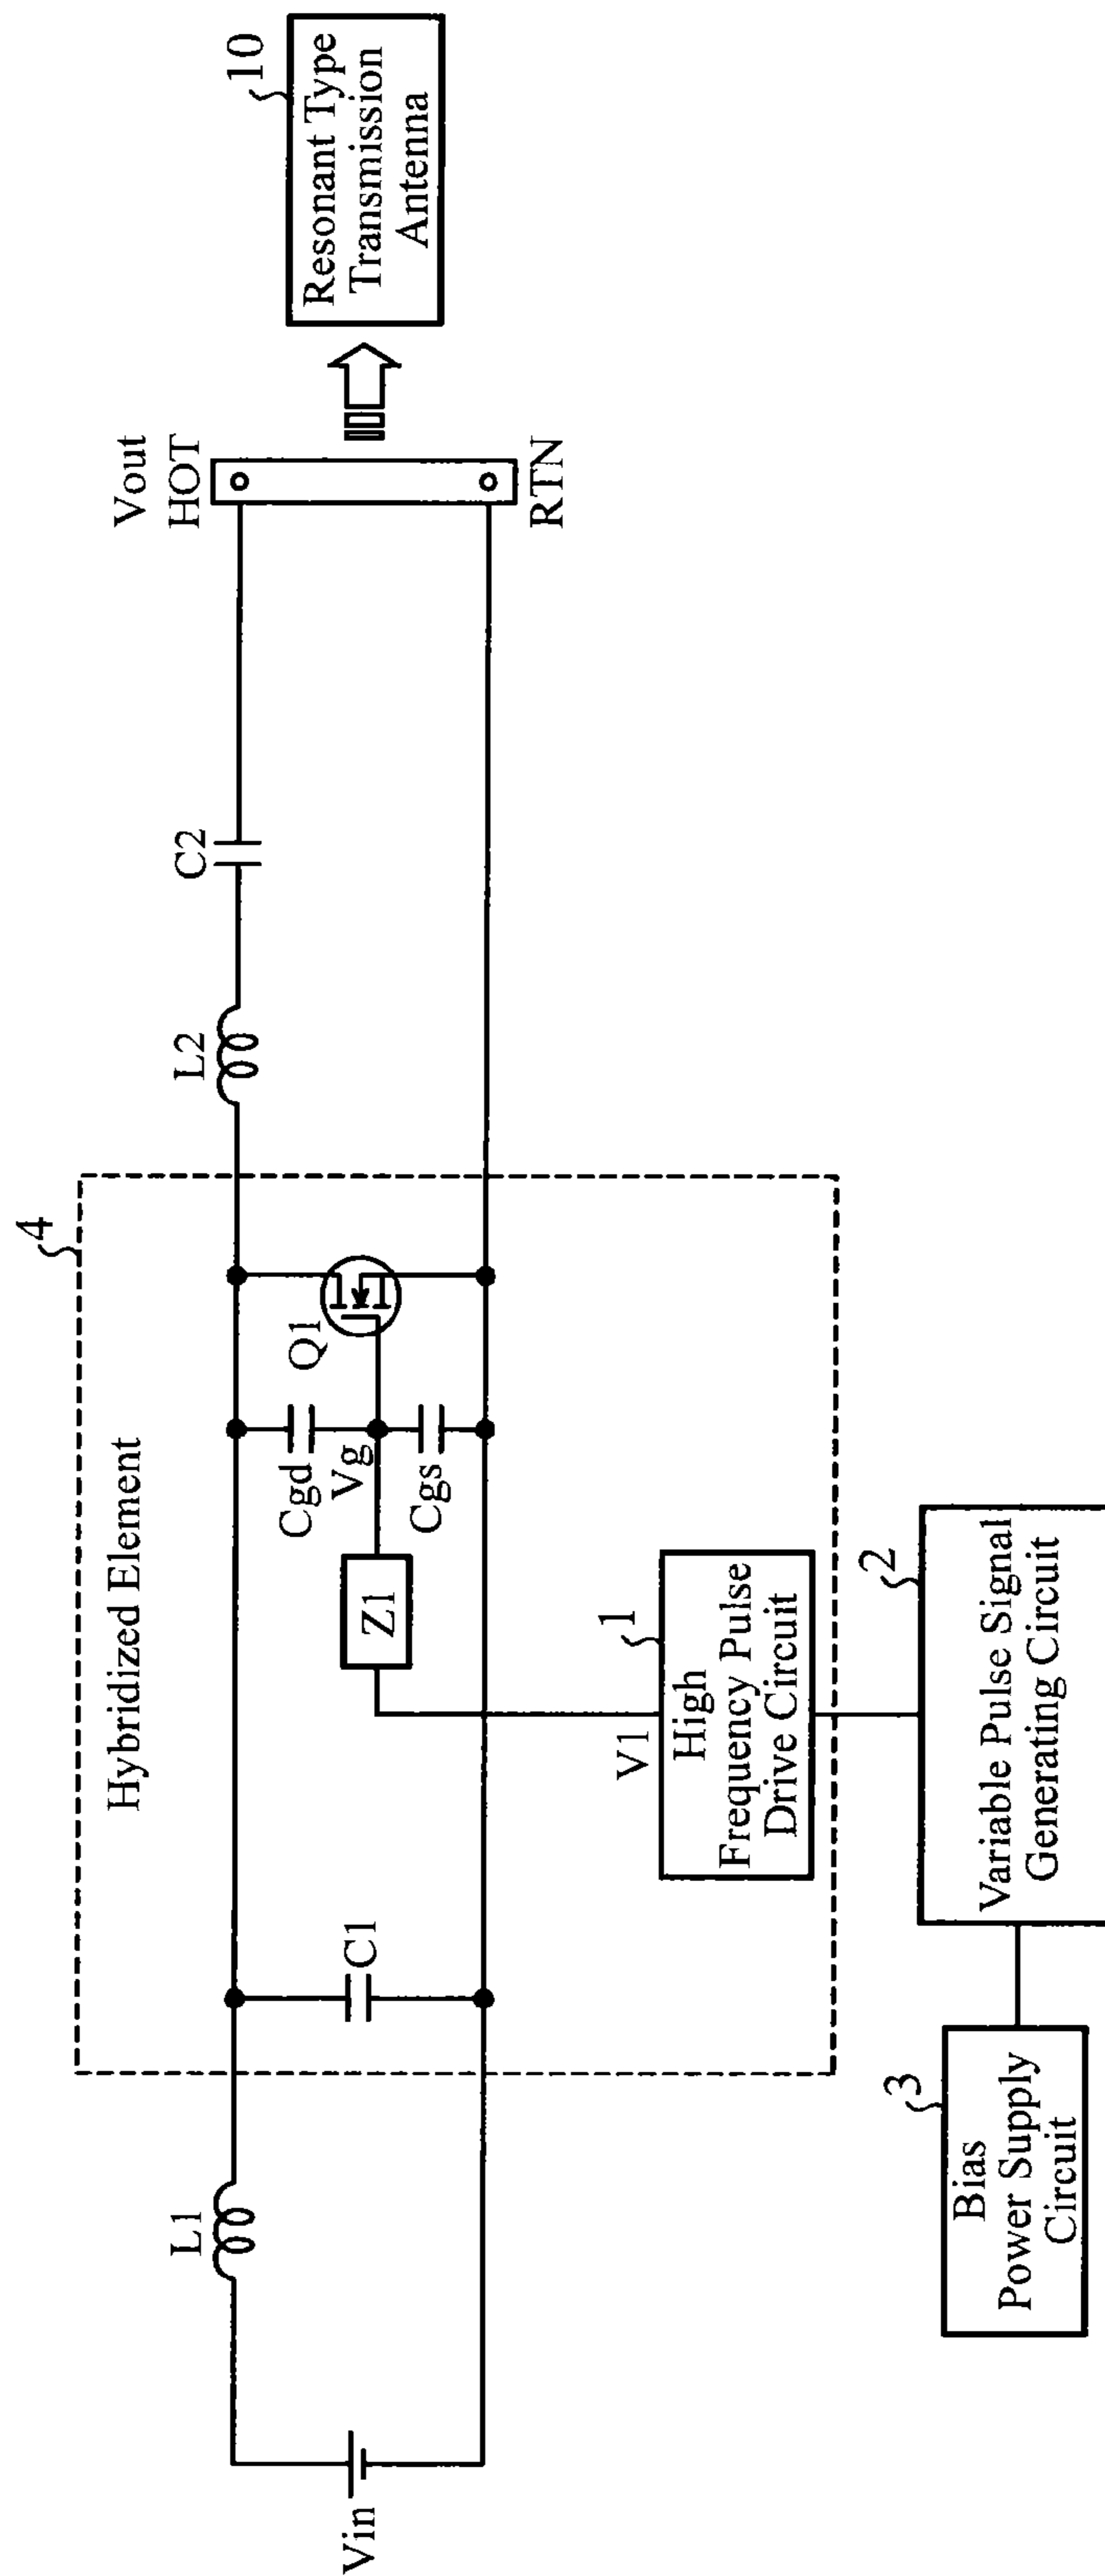 4
Hybridized Element
L1
L2
C2
Vout
HOT
10
Resonant Type
Transmission
Antenna
Vin
C1
Z1
Cgd
Vg
Cgs
Q1
RTN
V1
1
High
Frequency Pulse
Drive Circuit
3
Bias
Power Supply
Circuit
2
Variable Pulse Signal
Generating Circuit